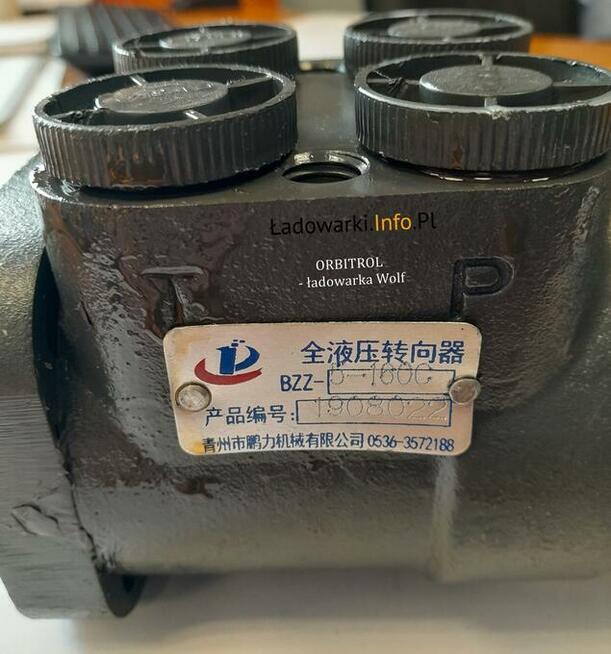 Ładowarki.Info.Pl
ORBITROL
- ładowarka Wolf
T
P
全液压转向器
BZZ-5-160C
产品编号:1908022
青州市鹏力机械有限公司 0536-3572188